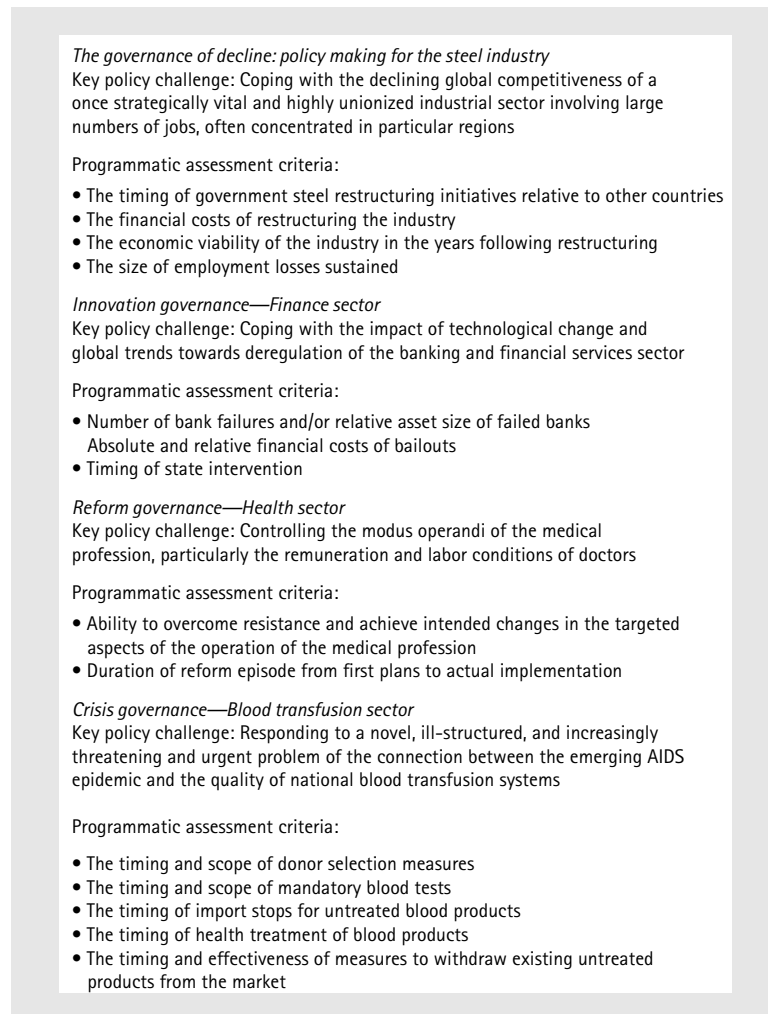 The governance of decline: policy making for the steel industry
Key policy challenge: Coping with the declining global competitiveness of a
once strategically vital and highly unionized industrial sector involving large
numbers of jobs, often concentrated in particular regions
Programmatic assessment criteria:
• The timing of government steel restructuring initiatives relative to other countries
• The financial costs of restructuring the industry
• The economic viability of the industry in the years following restructuring
• The size of employment losses sustained
Innovation governance—Finance sector
Key policy challenge: Coping with the impact of technological change and
global trends towards deregulation of the banking and financial services sector
Programmatic assessment criteria:
• Number of bank failures and/or relative asset size of failed banks
Absolute and relative financial costs of bailouts
• Timing of state intervention
Reform governance—Health sector
Key policy challenge: Controlling the modus operandi of the medical
profession, particularly the remuneration and labor conditions of doctors
Programmatic assessment criteria:
• Ability to overcome resistance and achieve intended changes in the targeted
aspects of the operation of the medical profession
• Duration of reform episode from first plans to actual implementation
Crisis governance—Blood transfusion sector
Key policy challenge: Responding to a novel, ill-structured, and increasingly
threatening and urgent problem of the connection between the emerging AIDS
epidemic and the quality of national blood transfusion systems
Programmatic assessment criteria:
• The timing and scope of donor selection measures
• The timing and scope of mandatory blood tests
• The timing of import stops for untreated blood products
• The timing of health treatment of blood products
• The timing and effectiveness of measures to withdraw existing untreated
products from the market